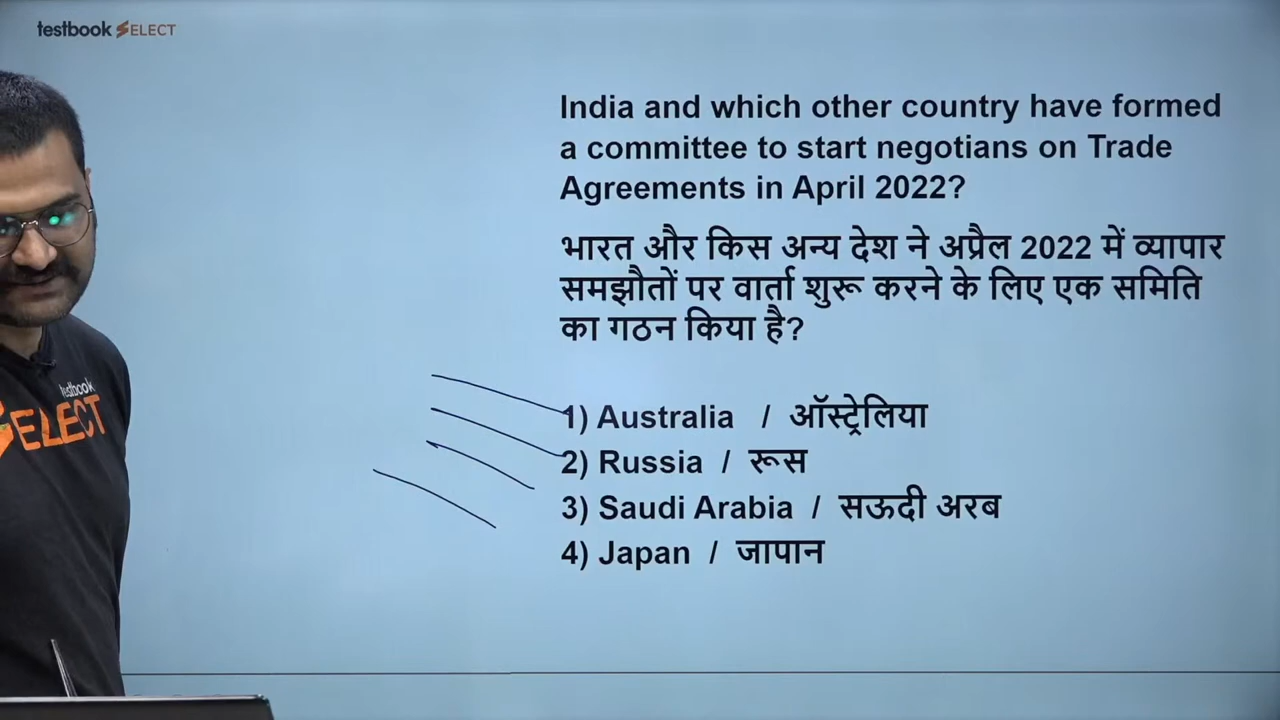 testbook SELECT
India and which other country have formed
a committee to start negotians on Trade
Agreements in April 2022?
भारत और किस अन्य देश ने अप्रैल 2022 में व्यापार
समझौतों पर वार्ता शुरू करने के लिए एक समिति
का गठन किया है?
1) Australia / ऑस्ट्रेलिया
2) Russia / रूस
3) Saudi Arabia / सऊदी अरब
4) Japan / जापान
testbook
SELECT